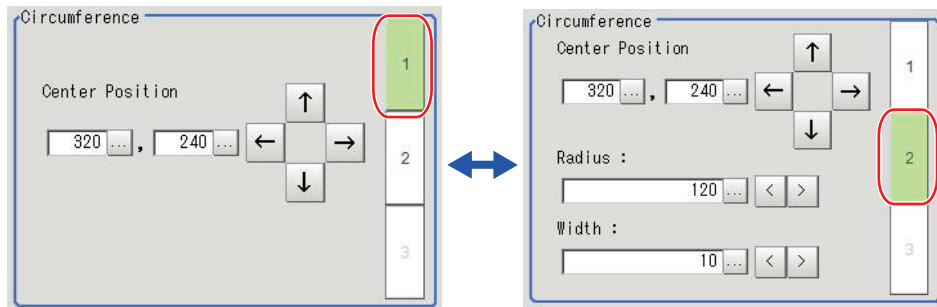 Circumference
1
Center Position
↑
320 ... , 240 ... ← →
2
↓
3
Circumference
Center Position
↑
1
320 ... , 240 ... ← →
↓
2
Radius :
120 ... < >
Width :
3
10 ... < >